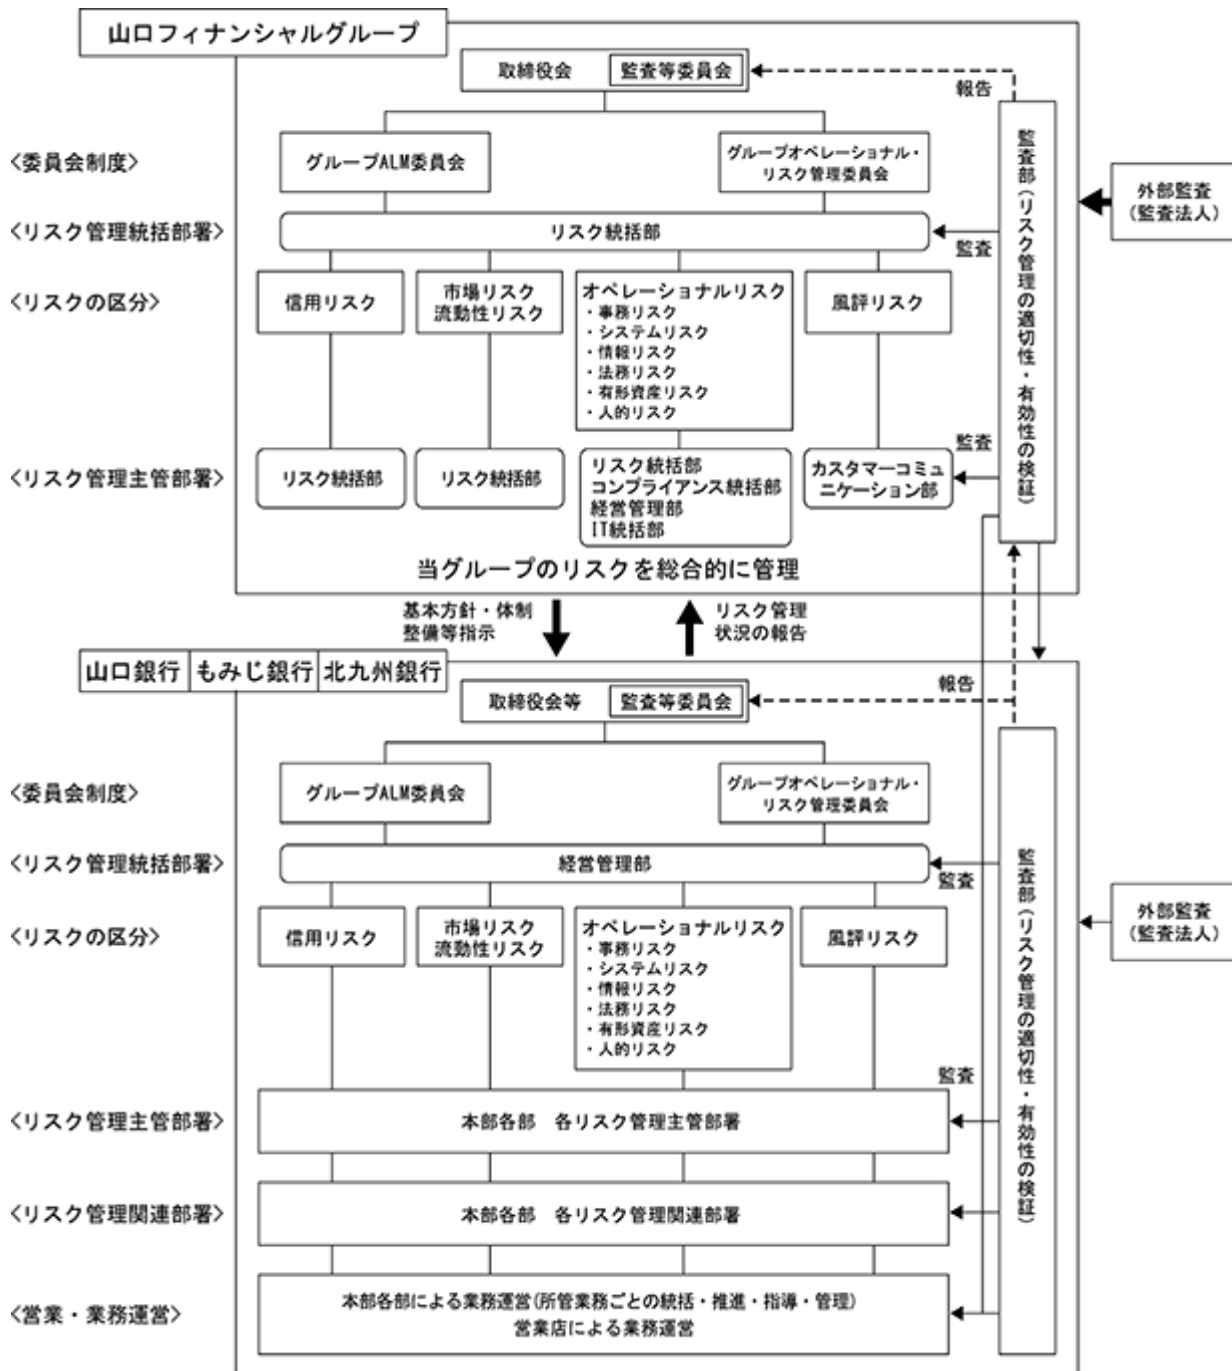 山口フィナンシャルグループ
取締役会
監査等委員会
報告
<委員会制度>
グループALM委員会
グループオペレーショナル・
リスク管理委員会
外部監査
(監査法人)
<リスク管理統括部署>
リスク統括部
監査
監査部(リスク管理の適切性・有効性の検証)
<リスクの区分>
信用リスク
市場リスク
流動性リスク
オペレーショナルリスク
・事務リスク
・システムリスク
・情報リスク
・法務リスク
・有形資産リスク
・人的リスク
風評リスク
監査
<リスク管理主管部署>
リスク統括部
リスク統括部
リスク統括部
コンプライアンス統括部
経営管理部
IT統括部
カスタマーコミュ
ニケーション部
当グループのリスクを総合的に管理
基本方針・体制
整備等指示
リスク管理
状況の報告
山口銀行
もみじ銀行
北九州銀行
取締役会等
監査等委員会
報告
<委員会制度>
グループALM委員会
グループオペレーショナル・
リスク管理委員会
<リスク管理統括部署>
経営管理部
監査
監査部(リスク管理の適切性・有効性の検証)
外部監査
(監査法人)
<リスクの区分>
信用リスク
市場リスク
流動性リスク
オペレーショナルリスク
・事務リスク
・システムリスク
・情報リスク
・法務リスク
・有形資産リスク
・人的リスク
風評リスク
監査
<リスク管理主管部署>
本部各部 各リスク管理主管部署
<リスク管理関連部署>
本部各部 各リスク管理関連部署
<営業・業務運営>
本部各部による業務運営(所管業務ごとの統括・推進・指導・管理)
営業店による業務運営